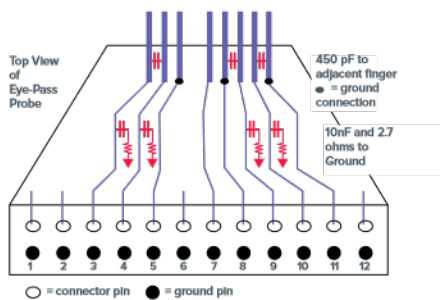 Top View
of
Eye-Pass
Probe
450 pF to
adjacent finger
= ground
connection
10nF and 2.7
ohms to
Ground
1 2 3 4 5 6 7 8 9 10 11 12
= connector pin = ground pin